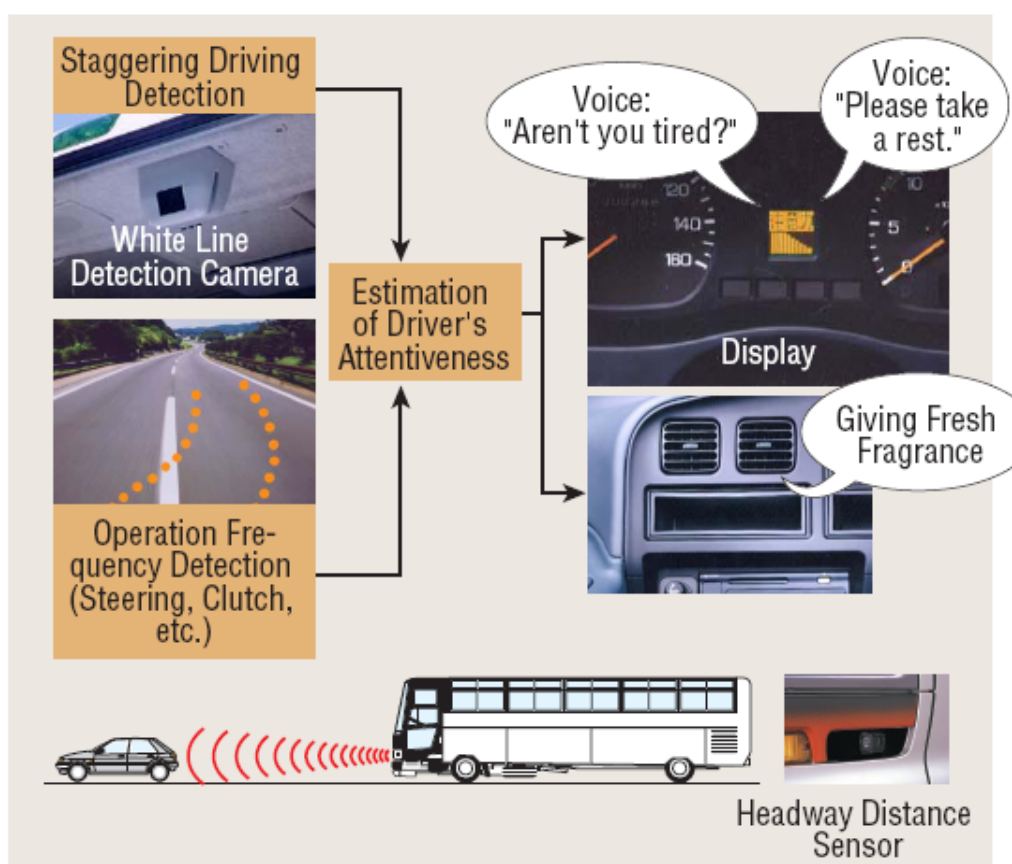 Staggering Driving
Detection
White Line
Detection Camera
Operation Fre-
quency Detection
(Steering, Clutch,
etc.)
Estimation
of Driver's
Attentiveness
Voice:
"Aren't you tired?"
Voice:
"Please take
a rest."
120
140
160
10
5
0
Display
Giving Fresh
Fragrance
Headway Distance
Sensor